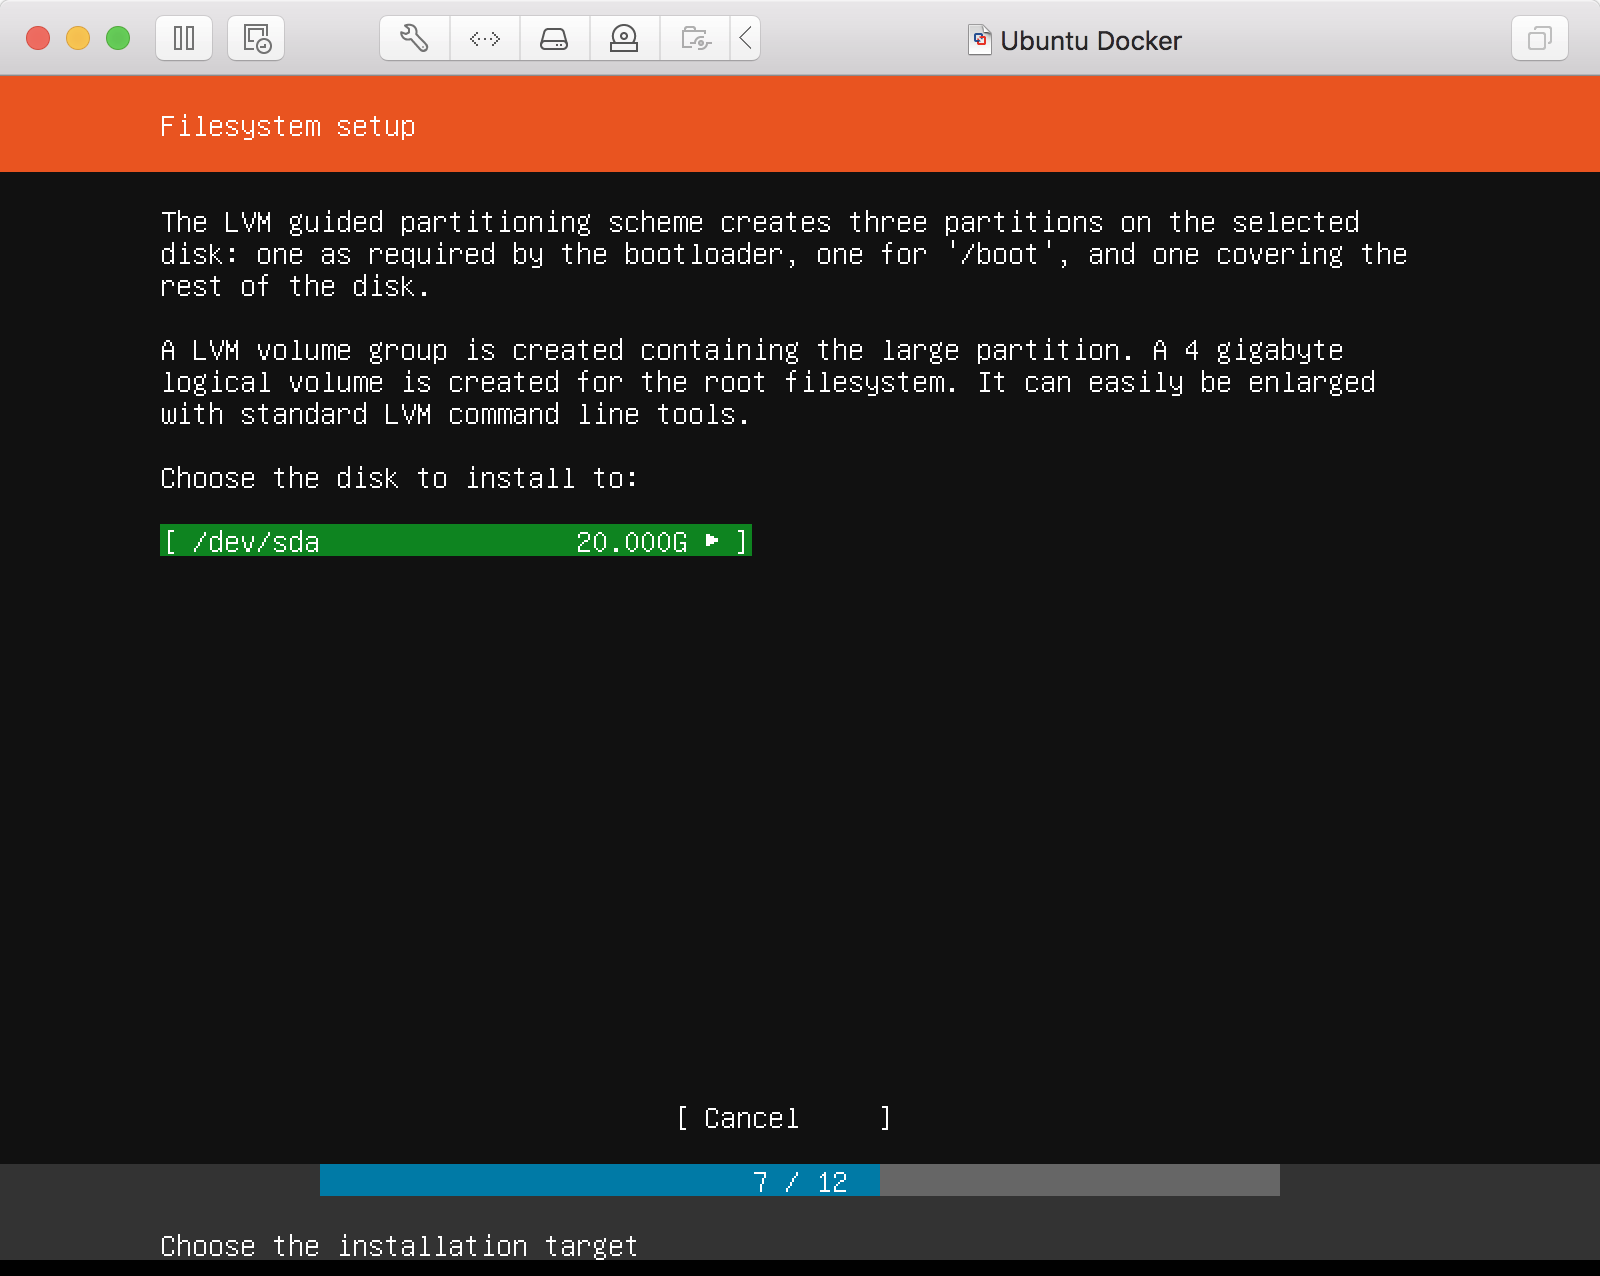 Ubuntu Docker
Filesystem setup
The LVM guided partitioning scheme creates three partitions on the selected
disk: one as required by the bootloader, one for '/boot', and one covering the
rest of the disk.
A LVM volume group is created containing the large partition. A 4 gigabyte
logical volume is created for the root filesystem. It can easily be enlarged
with standard LVM command line tools.
Choose the disk to install to:
[ /dev/sda 20.000G ► ]
[ Cancel ]
7 / 12
Choose the installation target